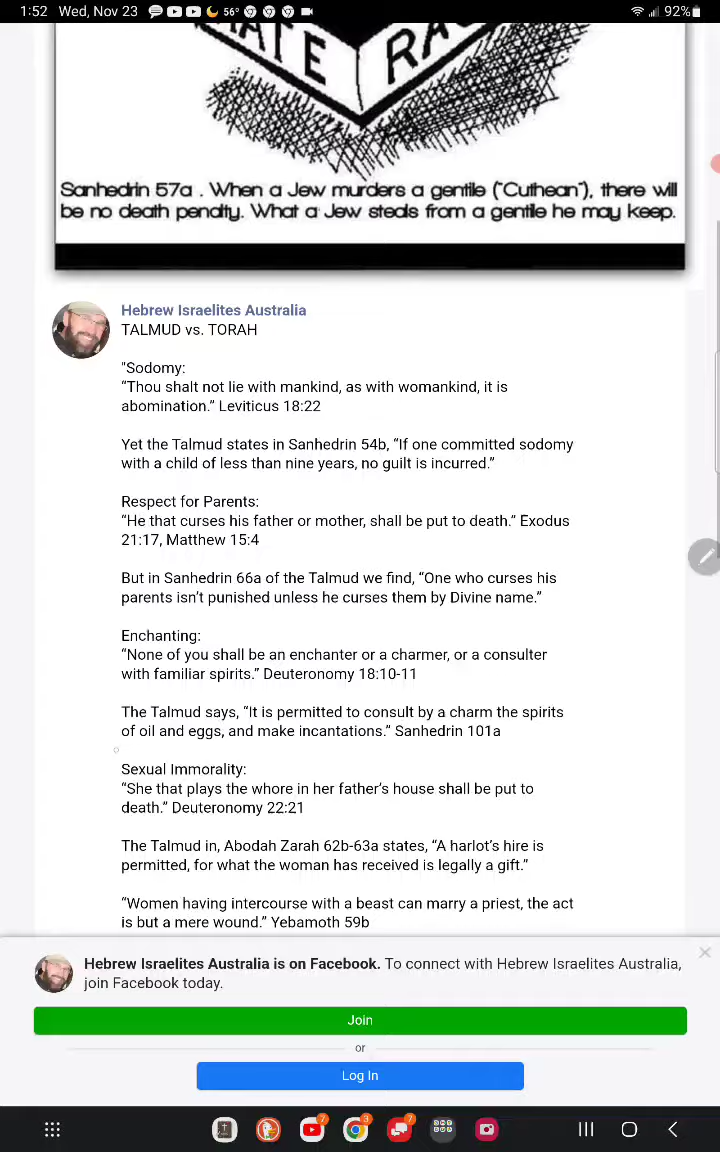 1:52 Wed, Nov 23 56° 92%
ATE RA
Sanhedrin 57a . When a Jew murders a gentile ("Cuthean"), there will
be no death penalty. What a Jew steals from a gentile he may keep.
Hebrew Israelites Australia
TALMUD vs. TORAH
"Sodomy:
“Thou shalt not lie with mankind, as with womankind, it is
abomination.” Leviticus 18:22
Yet the Talmud states in Sanhedrin 54b, “If one committed sodomy
with a child of less than nine years, no guilt is incurred.”
Respect for Parents:
“He that curses his father or mother, shall be put to death.” Exodus
21:17, Matthew 15:4
But in Sanhedrin 66a of the Talmud we find, “One who curses his
parents isn’t punished unless he curses them by Divine name.”
Enchanting:
“None of you shall be an enchanter or a charmer, or a consulter
with familiar spirits.” Deuteronomy 18:10-11
The Talmud says, “It is permitted to consult by a charm the spirits
of oil and eggs, and make incantations.” Sanhedrin 101a
Sexual Immorality:
“She that plays the whore in her father’s house shall be put to
death.” Deuteronomy 22:21
The Talmud in, Abodah Zarah 62b-63a states, “A harlot’s hire is
permitted, for what the woman has received is legally a gift.”
“Women having intercourse with a beast can marry a priest, the act
is but a mere wound.” Yebamoth 59b
Hebrew Israelites Australia is on Facebook. To connect with Hebrew Israelites Australia,
join Facebook today.
Join
or
Log In
7 3 7